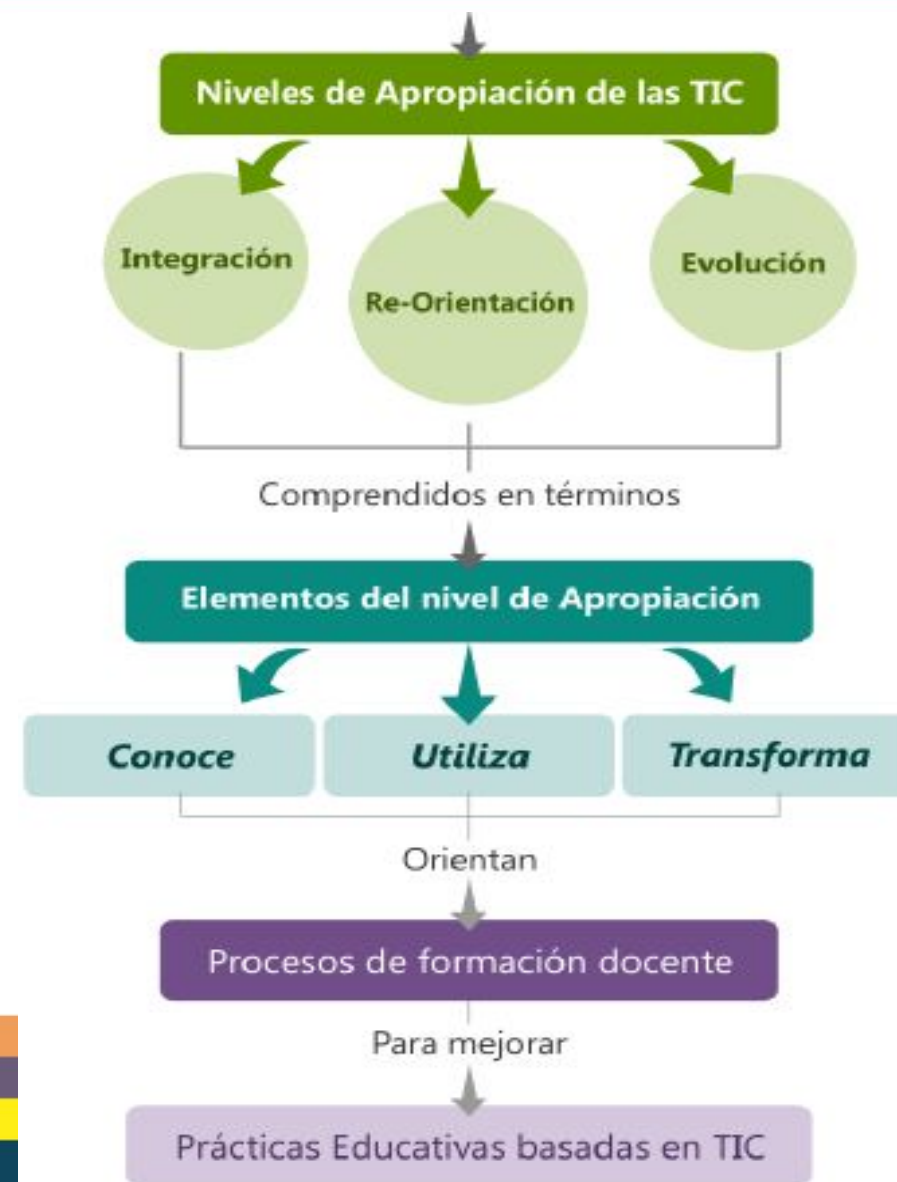 Niveles de Apropiación de las TIC
Integración
Re-Orientación
Evolución
Comprendidos en términos
Elementos del nivel de Apropiación
Conoce
Utiliza
Transforma
Orientan
Procesos de formación docente
Para mejorar
Prácticas Educativas basadas en TIC